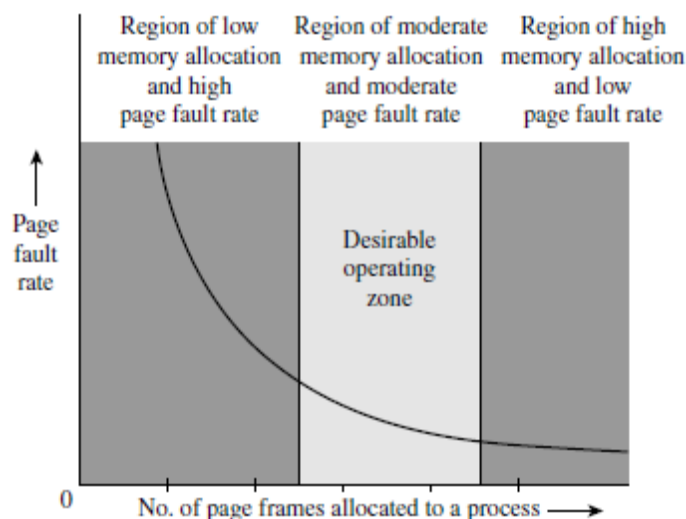 Region of low
memory allocation
and high
page fault rate
Region of moderate
memory allocation
and moderate
page fault rate
Region of high
memory allocation
and low
page fault rate
Page
fault
rate
Desirable
operating
zone
0
No. of page frames allocated to a process